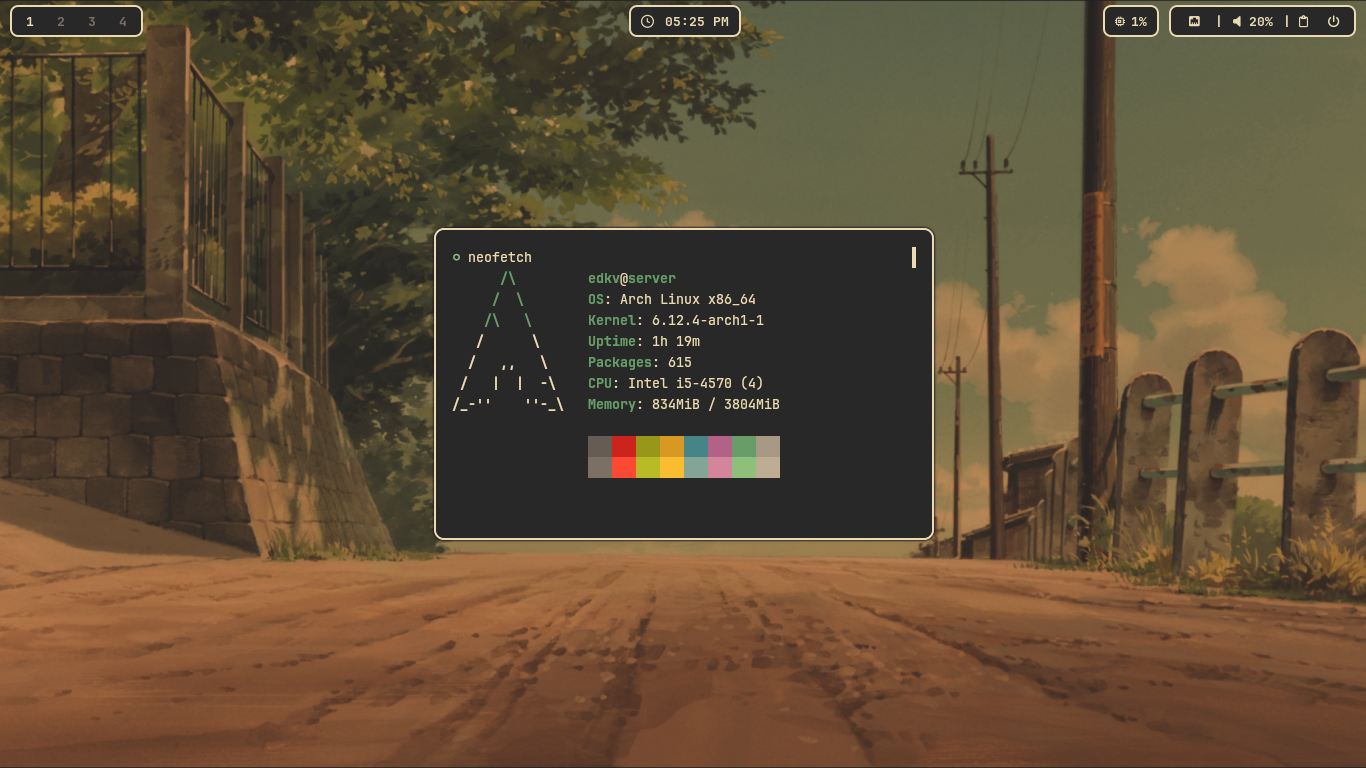 1 2 3 4
05:25 PM
1%
20%
neofetch
edkv@server
OS: Arch Linux x86_64
Kernel: 6.12.4-arch1-1
Uptime: 1h 19m
Packages: 615
CPU: Intel i5-4570 (4)
Memory: 834MiB / 3804MiB